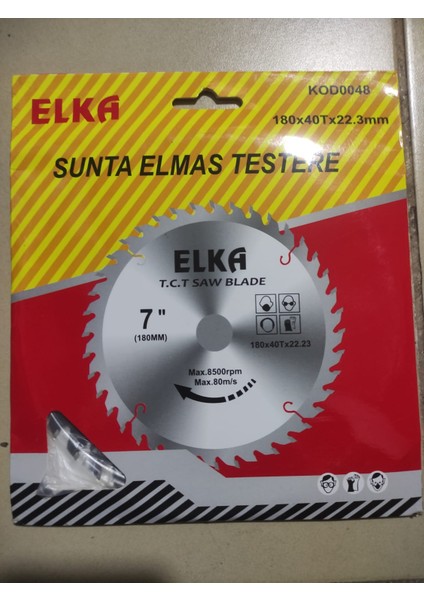 ELKA
KOD0048
180x40Tx22.3mm
SUNTA ELMAS TESTERE
ELKA
T.C.T SAW BLADE
7"
(180MM)
180x40Tx22.23
Max.8500rpm
Max.80m/s